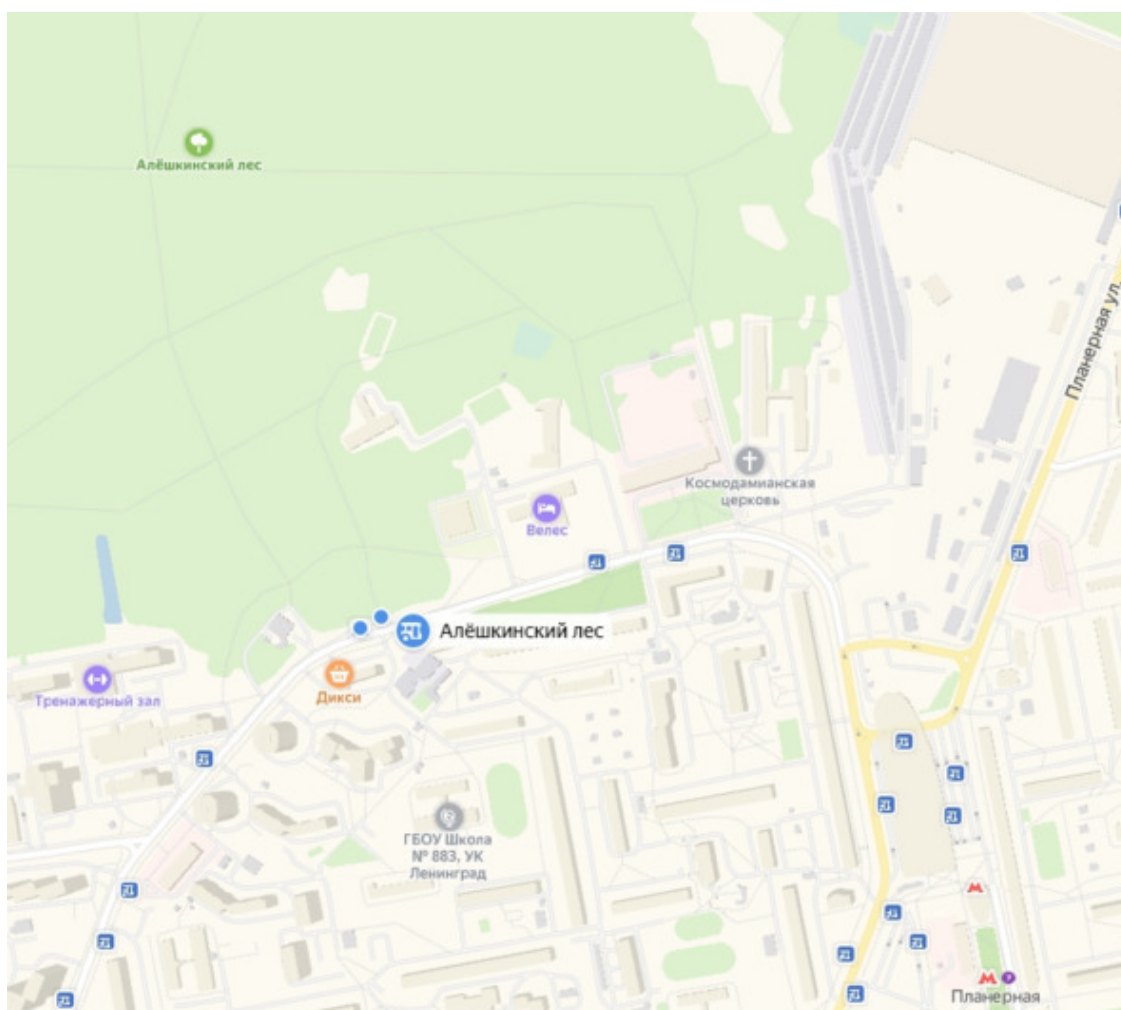 Алёшкинский лес
Планерная ул.
Космодамианская
церковь
Велес
Алёшкинский лес
Тренажерный зал
Дикси
ГБОУ Школа
№ 883, УК
Ленинград
Планерная